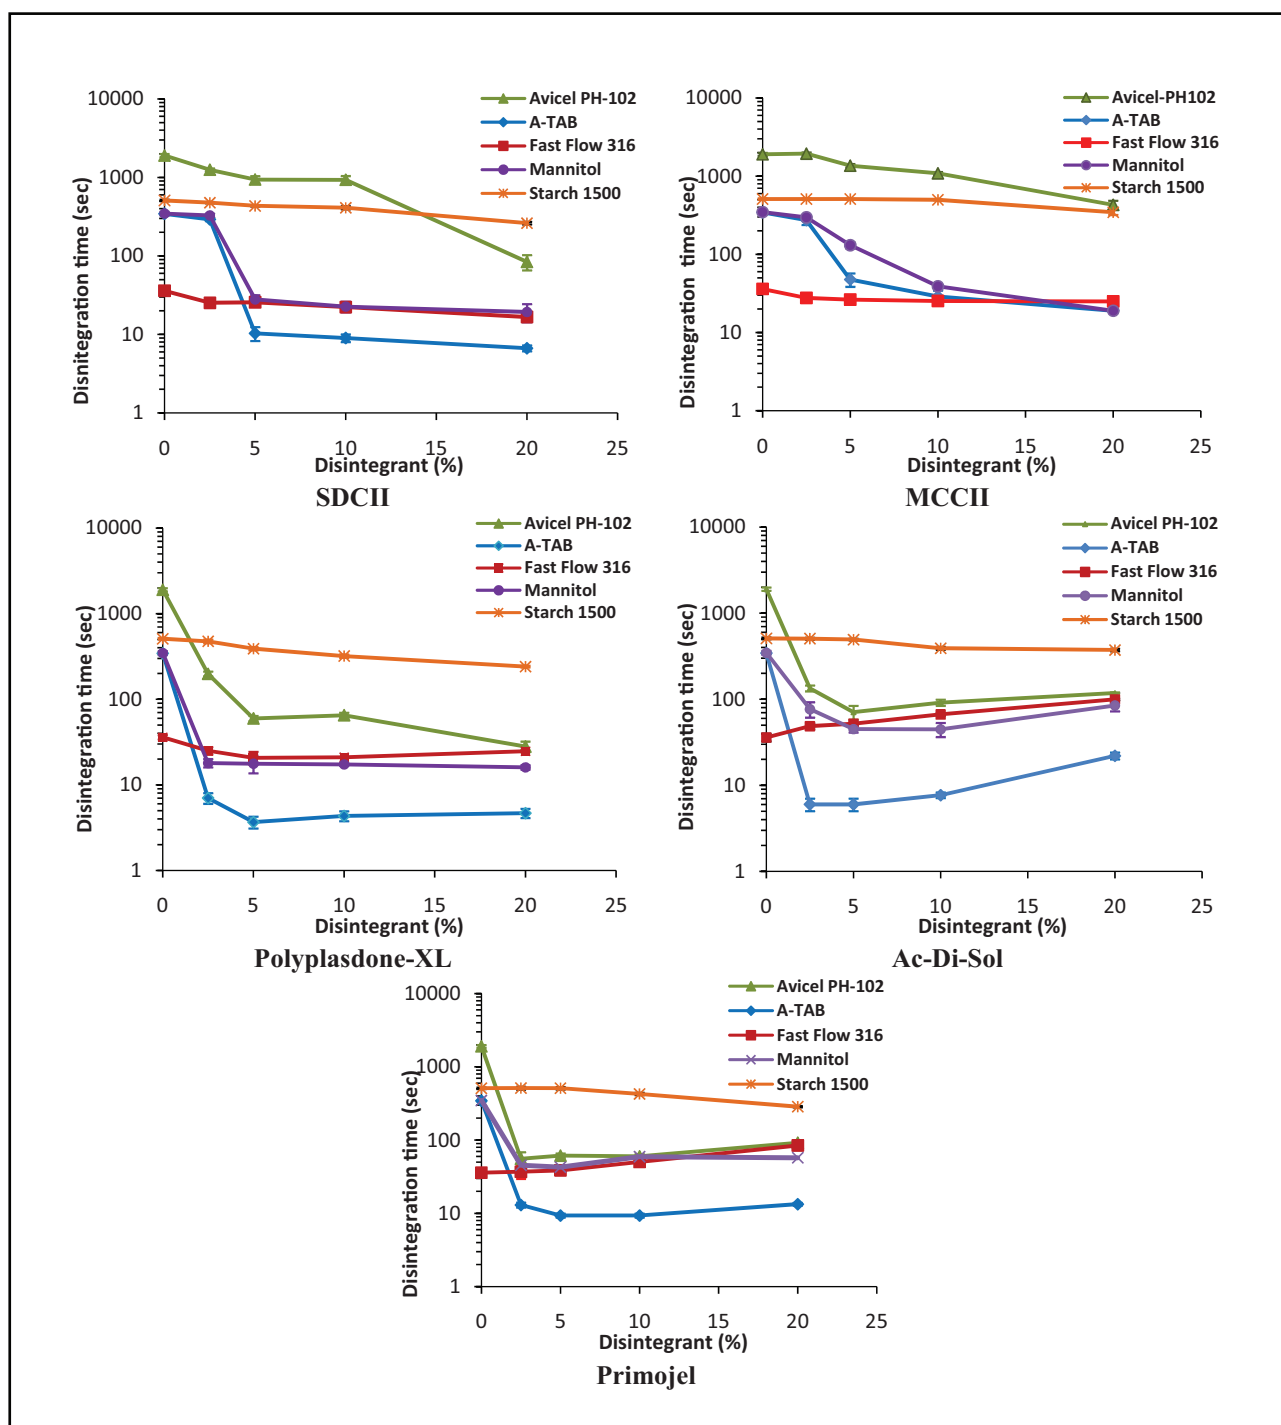 Avicel PH-102
A-TAB
Fast Flow 316
Mannitol
Starch 1500
10000
1000
100
10
1
Disnitegration time (sec)
0 5 10 15 20 25
Disintegrant (%)
SDCII
Avicel-PH102
A-TAB
Fast Flow 316
Mannitol
Starch 1500
10000
1000
100
10
1
Disintegration time (sec)
0 5 10 15 20 25
Disintegrant (%)
MCCII
Avicel PH-102
A-TAB
Fast Flow 316
Mannitol
Starch 1500
10000
1000
100
10
1
Disintegration time (sec)
0 5 10 15 20 25
Disintegrant (%)
Polyplasdone-XL
Avicel PH-102
A-TAB
Fast Flow 316
Mannitol
Starch 1500
10000
1000
100
10
1
Disintegration time (sec)
0 5 10 15 20 25
Disintegrant (%)
Ac-Di-Sol
Avicel PH-102
A-TAB
Fast Flow 316
Mannitol
Starch 1500
10000
1000
100
10
1
Disintegration time (sec)
0 5 10 15 20 25
Disintegrant (%)
Primojel